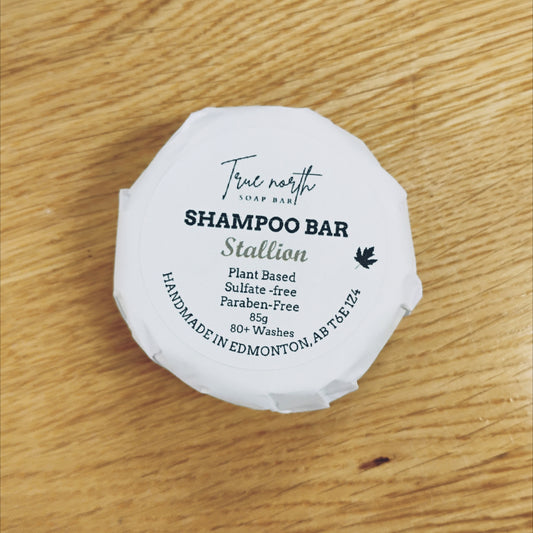 True north
SOAP BAR
SHAMPOO BAR
Stallion
Plant Based
Sulfate -free
Paraben-Free
85g
80+ Washes
HANDMADE IN EDMONTON, AB T6E 1Z4